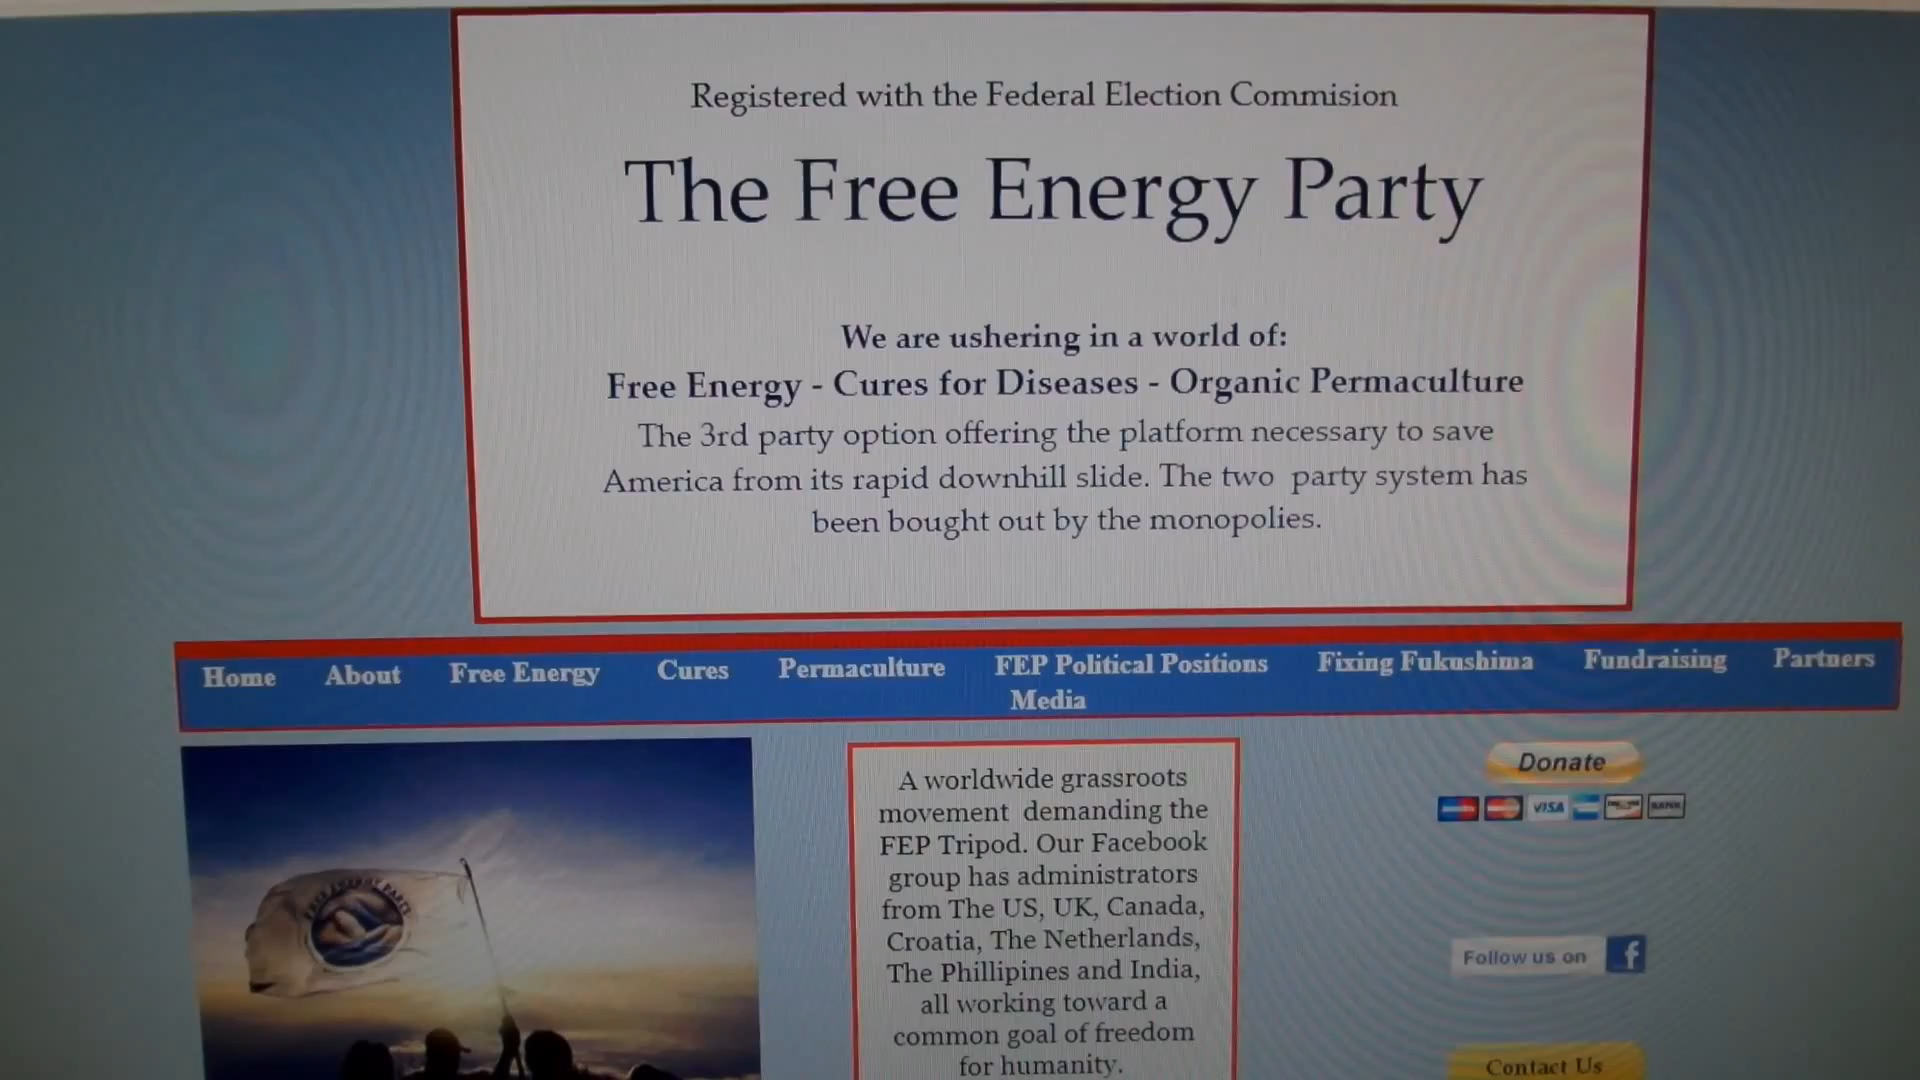 Registered with the Federal Election Commision
The Free Energy Party
We are ushering in a world of:
Free Energy - Cures for Diseases - Organic Permaculture
The 3rd party option offering the platform necessary to save
America from its rapid downhill slide. The two party system has
been bought out by the monopolies.
Home About Free Energy Cures Permaculture FEP Political Positions Fixing Fukushima Fundraising Partners
Media
FREE ENERGY PARTY
A worldwide grassroots
movement demanding the
FEP Tripod. Our Facebook
group has administrators
from The US, UK, Canada,
Croatia, The Netherlands,
The Phillipines and India,
all working toward a
common goal of freedom
for humanity.
Donate
VISA
BANK
Follow us on f
Contact Us